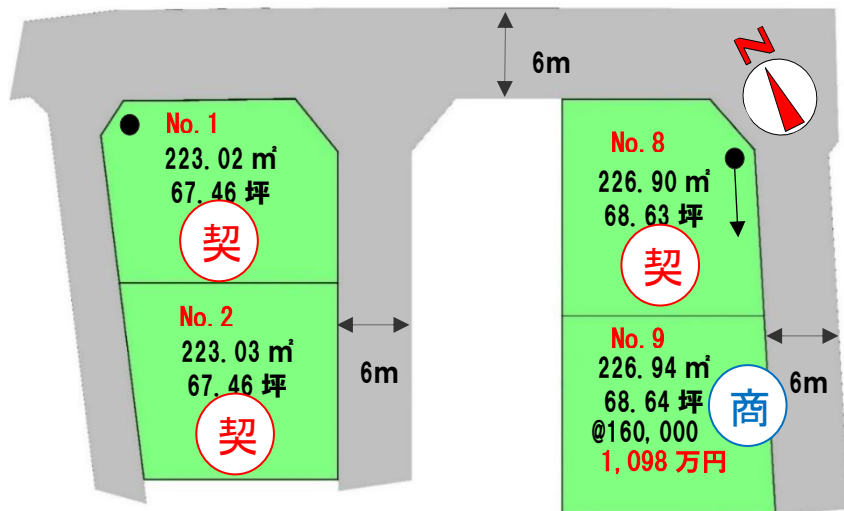 6m
N
No. 1
223. 02 ㎡
67. 46 坪
契
No. 8
226. 90 ㎡
68. 63 坪
契
No. 2
223. 03 ㎡
67. 46 坪
契
6m
No. 9
226. 94 ㎡
68. 64 坪
@160, 000
1, 098 万円
商
6m